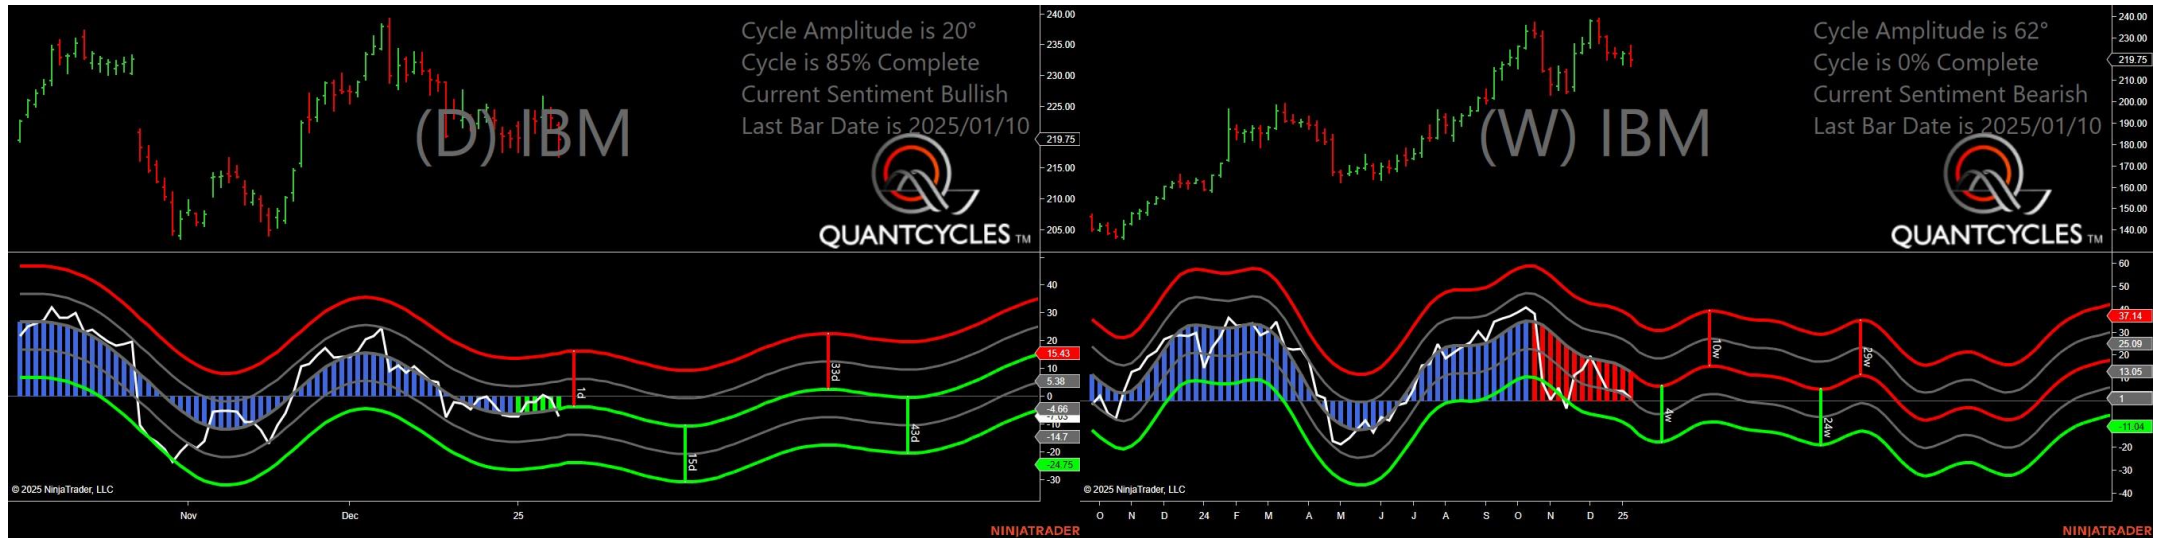 Cycle Amplitude is 20°
Cycle is 85% Complete
Current Sentiment Bullish
Last Bar Date is 2025/01/10
(D) IBM
QUANTCYCLES TM
240.00
235.00
230.00
225.00
219.75
215.00
210.00
205.00
40
30
20
15.43
10
5.38
0
-4.66
-10
-14.7
-20
-24.75
-30
1d
15d
33d
43d
© 2025 NinjaTrader, LLC
Nov
Dec
25
NINJATRADER
Cycle Amplitude is 62°
Cycle is 0% Complete
Current Sentiment Bearish
Last Bar Date is 2025/01/10
(W) IBM
QUANTCYCLES TM
240.00
230.00
219.75
210.00
200.00
190.00
180.00
170.00
160.00
150.00
140.00
60
50
40
37.14
30
25.09
20
13.05
10
1
-11.04
-20
-30
-40
4w
10w
24w
29w
© 2025 NinjaTrader, LLC
O N D 24 F M A M J J A S O N D 25
NINJATRADER